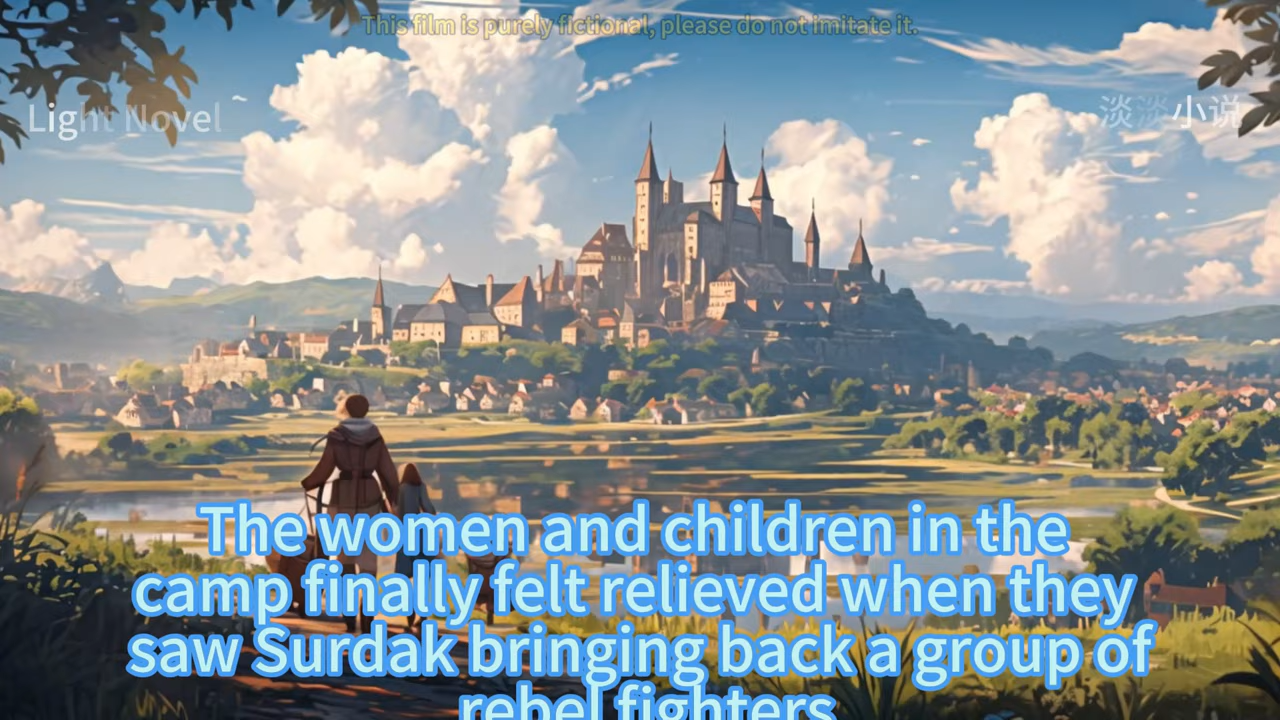 This film is purely fictional, please do not imitate it.
Light Novel
淡淡小说
The women and children in the
camp finally felt relieved when they
saw Surdak bringing back a group of
rebel fighters